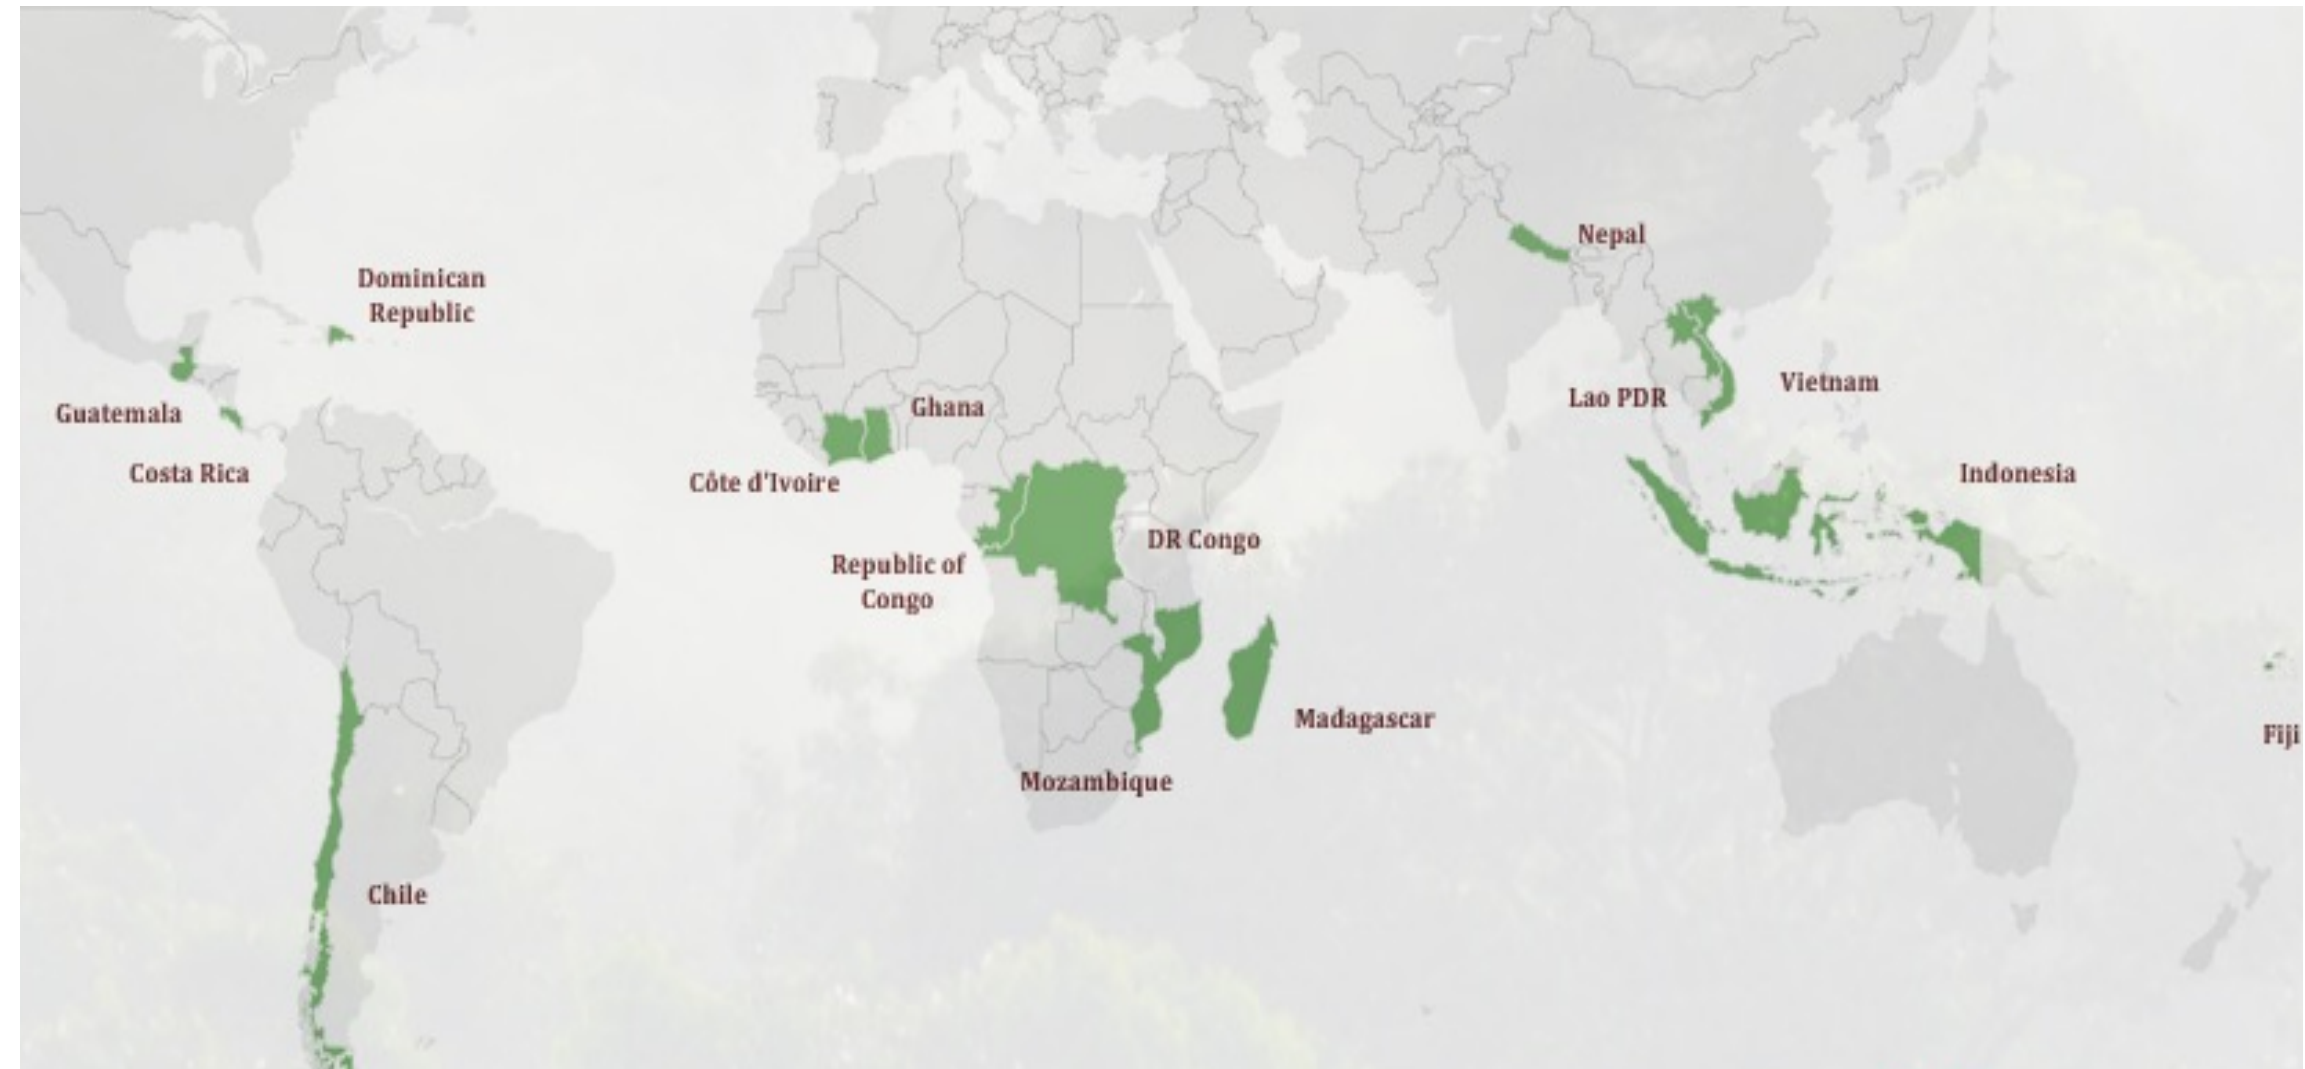 Dominican
Republic
Guatemala
Costa Rica
Chile
Ghana
Côte d'Ivoire
Republic of
Congo
DR Congo
Mozambique
Madagascar
Nepal
Lao PDR
Vietnam
Indonesia
Fiji